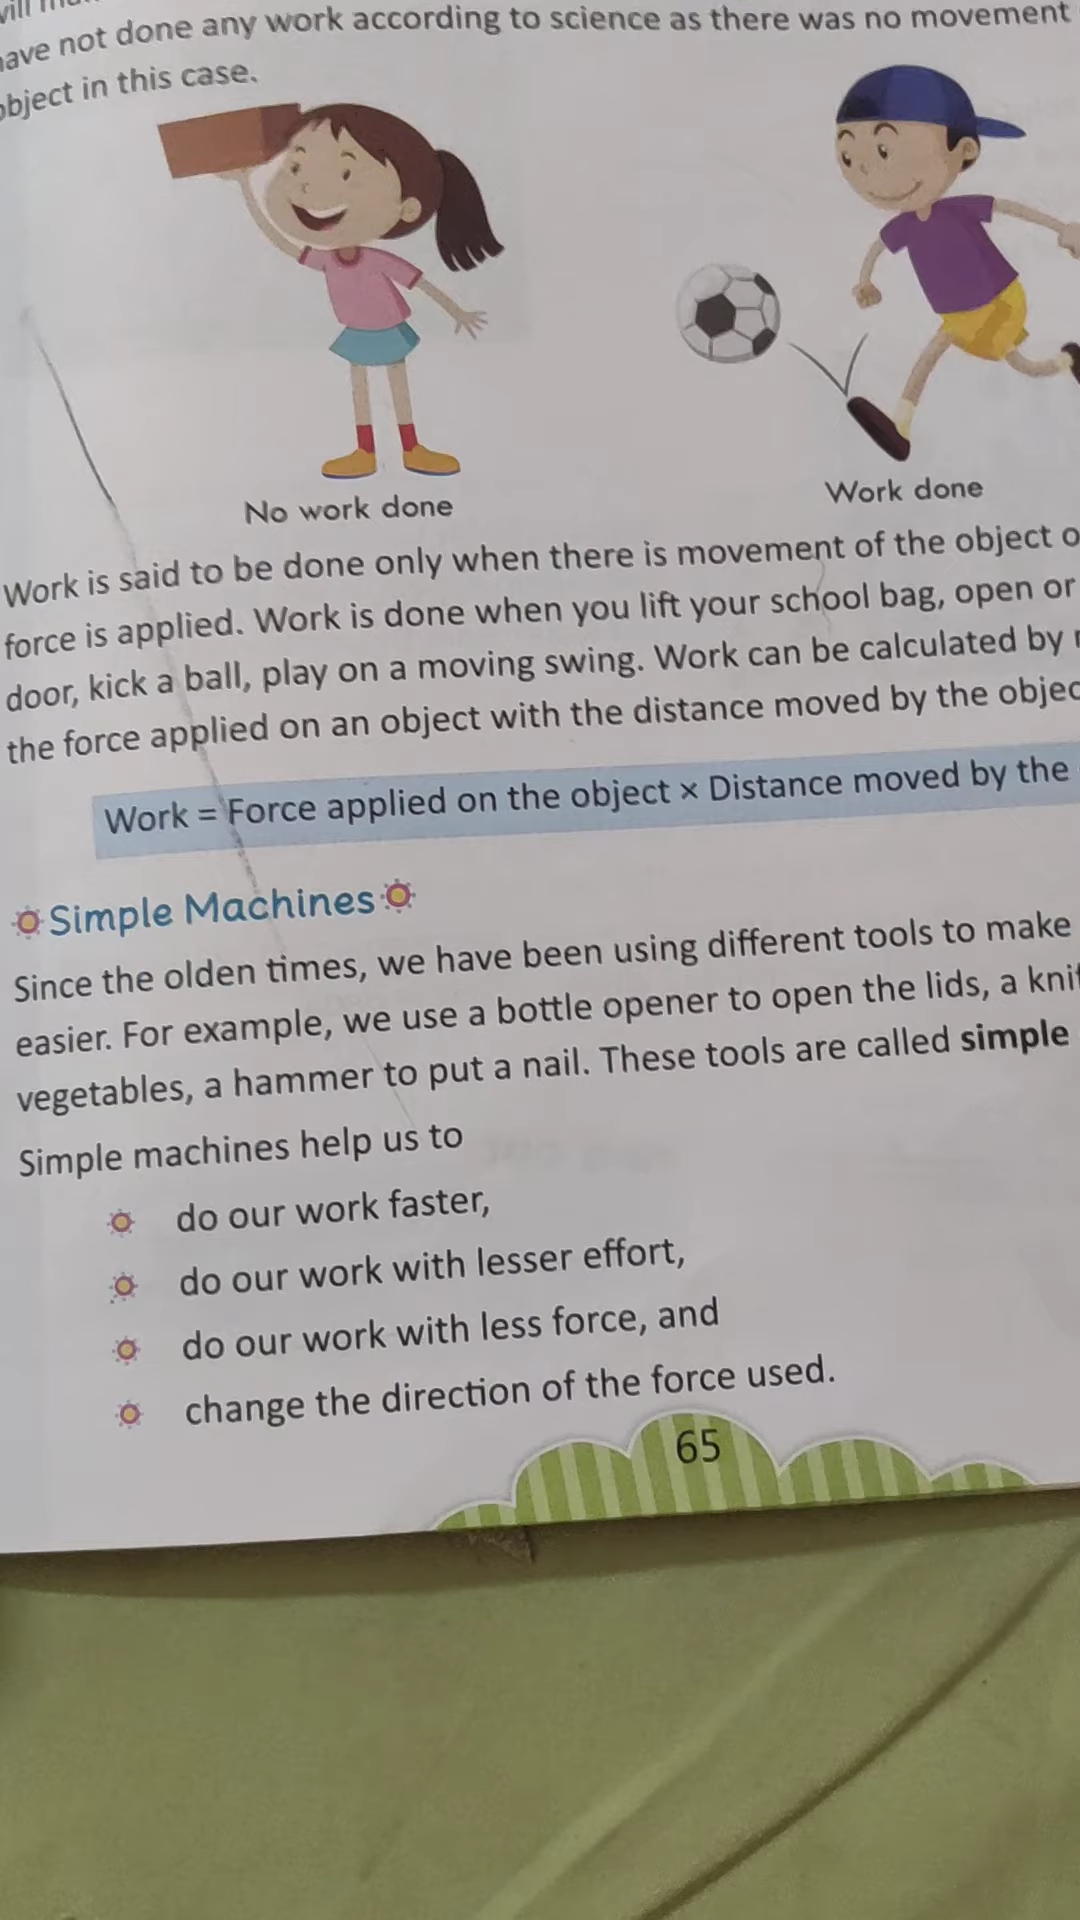 have not done any work according to science as there was no movement
object in this case.
No work done
Work done
Work is said to be done only when there is movement of the object
force is applied. Work is done when you lift your school bag, open or
door, kick a ball, play on a moving swing. Work can be calculated by
the force applied on an object with the distance moved by the
Work = Force applied on the object × Distance moved by the
Simple Machines
Since the olden times, we have been using different tools to make
easier. For example, we use a bottle opener to open the lids, a
vegetables, a hammer to put a nail. These tools are called simple
Simple machines help us to
do our work faster,
do our work with lesser effort,
do our work with less force, and
change the direction of the force used.
65